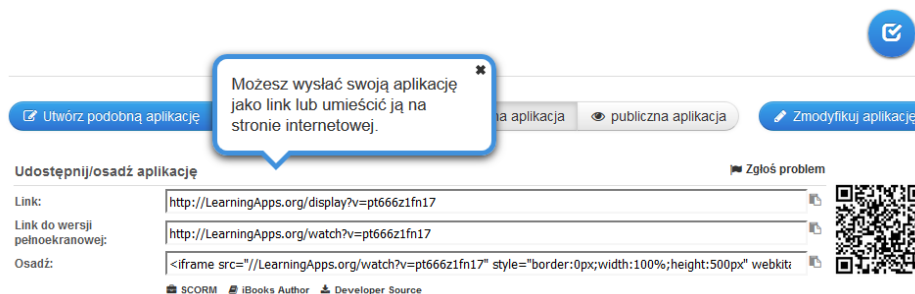 Możesz wysłać swoją aplikację
jako link lub umieścić ją na
stronie internetowej.
Utwórz podobną aplikację
aplikacja
publiczna aplikacja
Zmodyfikuj aplikację
Udostępnij/osadź aplikację
Zgłoś problem
Link:
http://LearningApps.org/display?v=pt666z1fn17
Link do wersji
pełnoekranowej:
http://LearningApps.org/watch?v=pt666z1fn17
Osadź:
<iframe src="//LearningApps.org/watch?v=pt666z1fn17" style="border:0px;width:100%;height:500px"
SCORM
iBooks Author
Developer Source